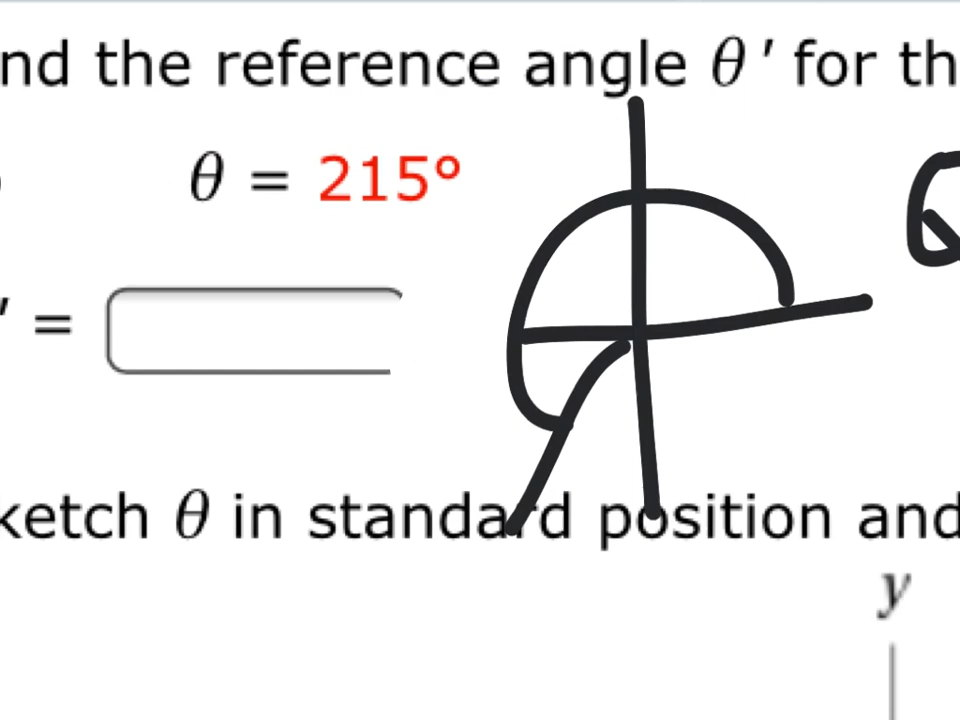 nd the reference angle θ ′ for th
θ = 215°
′ =
ketch θ in standard position and
y